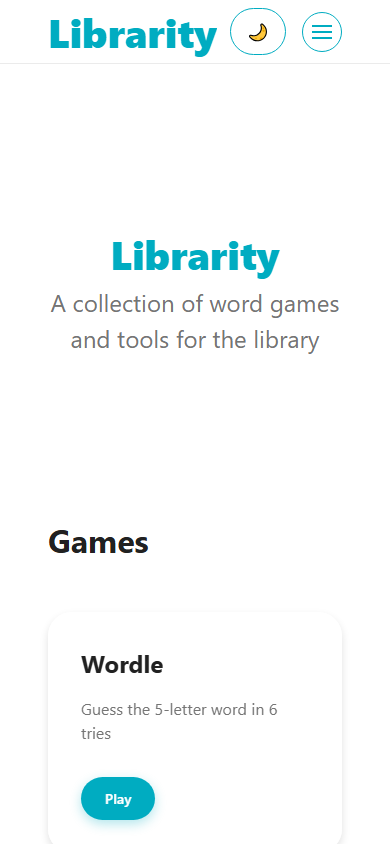 Librarity
Librarity
A collection of word games
and tools for the library
Games
Wordle
Guess the 5-letter word in 6
tries
Play